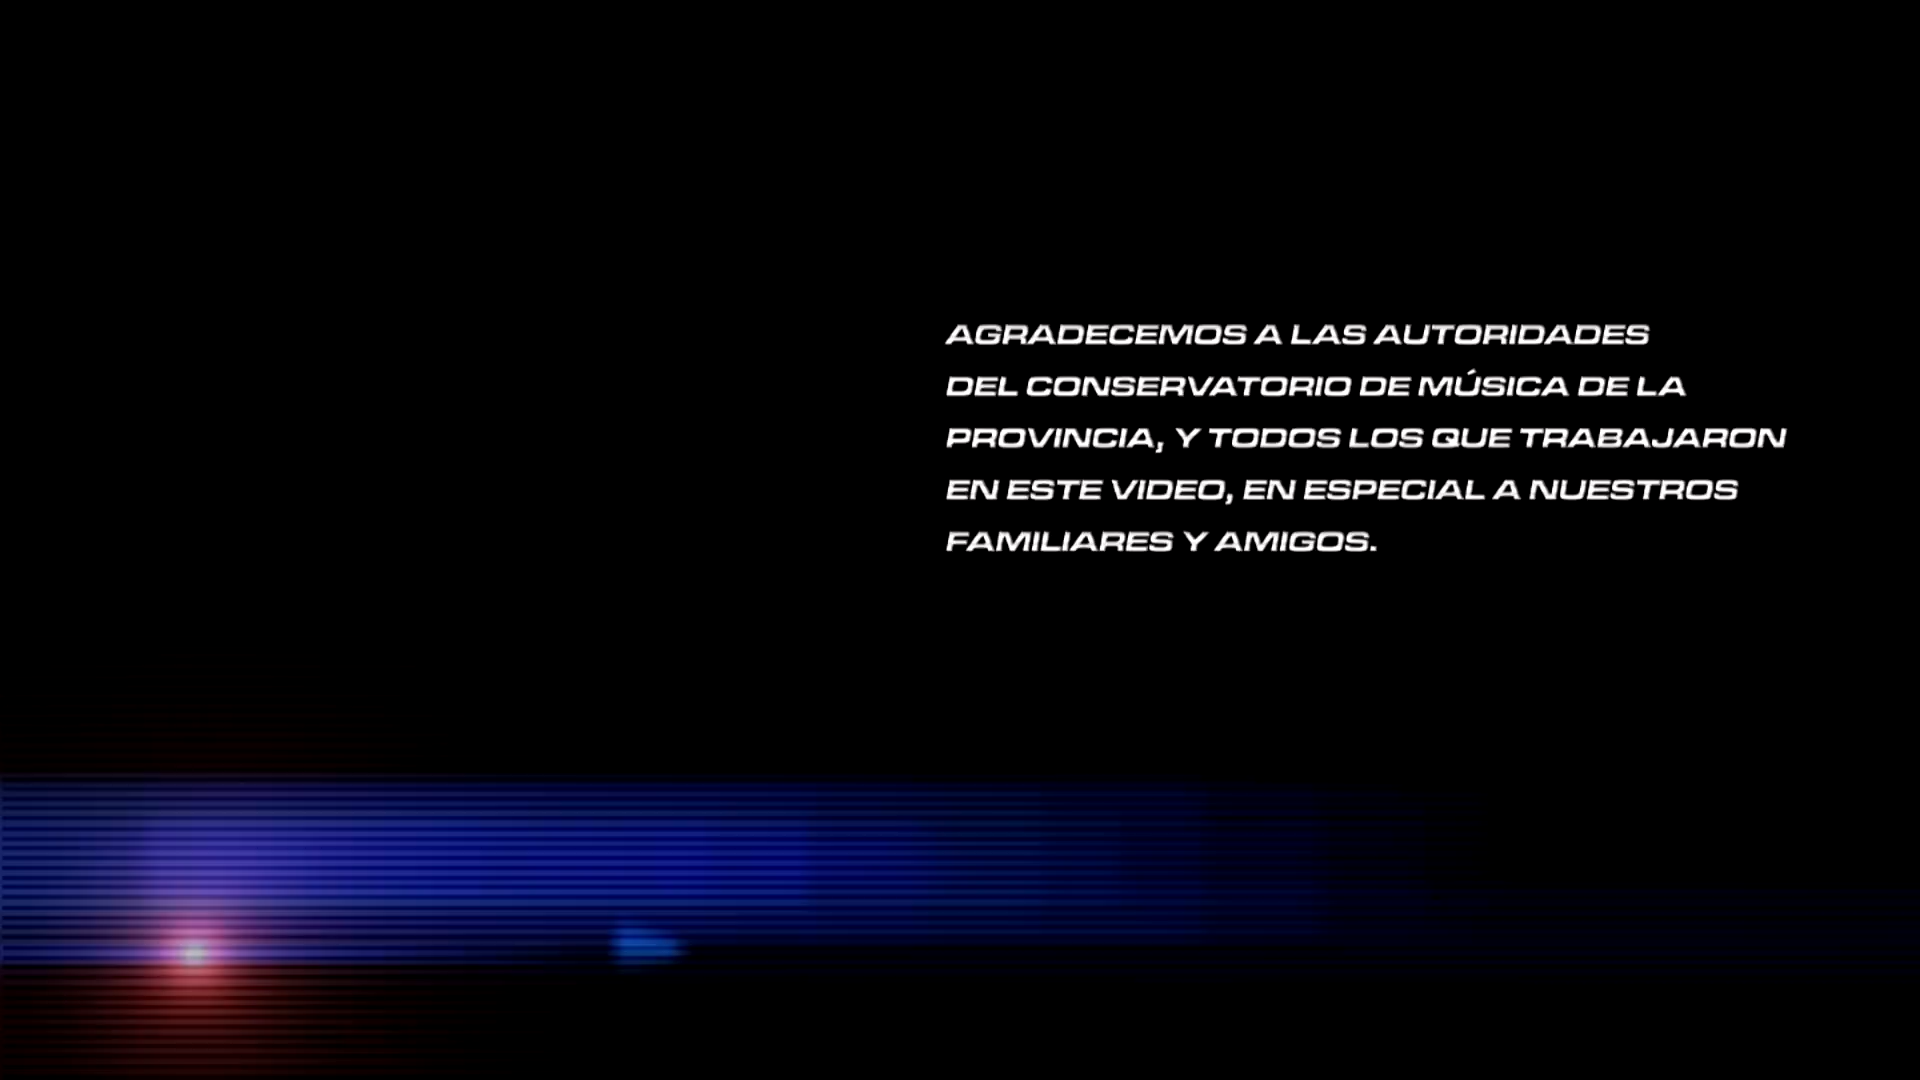 AGRADECEMOS A LAS AUTORIDADES
DEL CONSERVATORIO DE MÚSICA DE LA
PROVINCIA, Y TODOS LOS QUE TRABAJARON
EN ESTE VIDEO, EN ESPECIAL A NUESTROS
FAMILIARES Y AMIGOS.